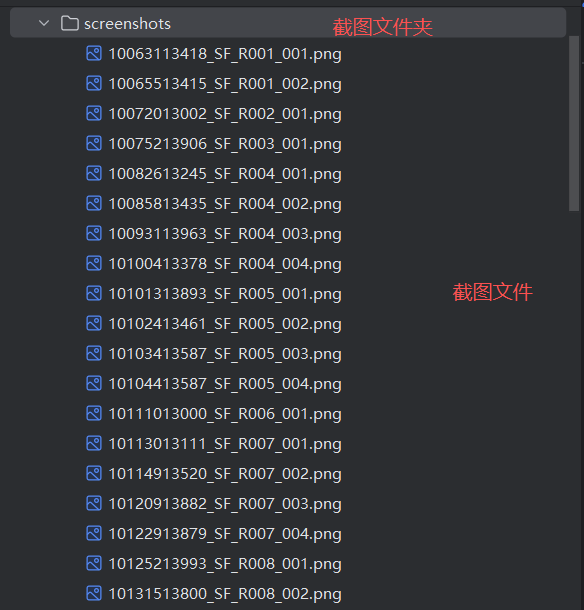 screenshots 截图文件夹
10063113418_SF_R001_001.png
10065513415_SF_R001_002.png
10072013002_SF_R002_001.png
10075213906_SF_R003_001.png
10082613245_SF_R004_001.png
10085813435_SF_R004_002.png
10093113963_SF_R004_003.png
10100413378_SF_R004_004.png
10101313893_SF_R005_001.png
截图文件
10102413461_SF_R005_002.png
10103413587_SF_R005_003.png
10104413587_SF_R005_004.png
10111013000_SF_R006_001.png
10113013111_SF_R007_001.png
10114913520_SF_R007_002.png
10120913882_SF_R007_003.png
10122913879_SF_R007_004.png
10125213993_SF_R008_001.png
10131513800_SF_R008_002.png